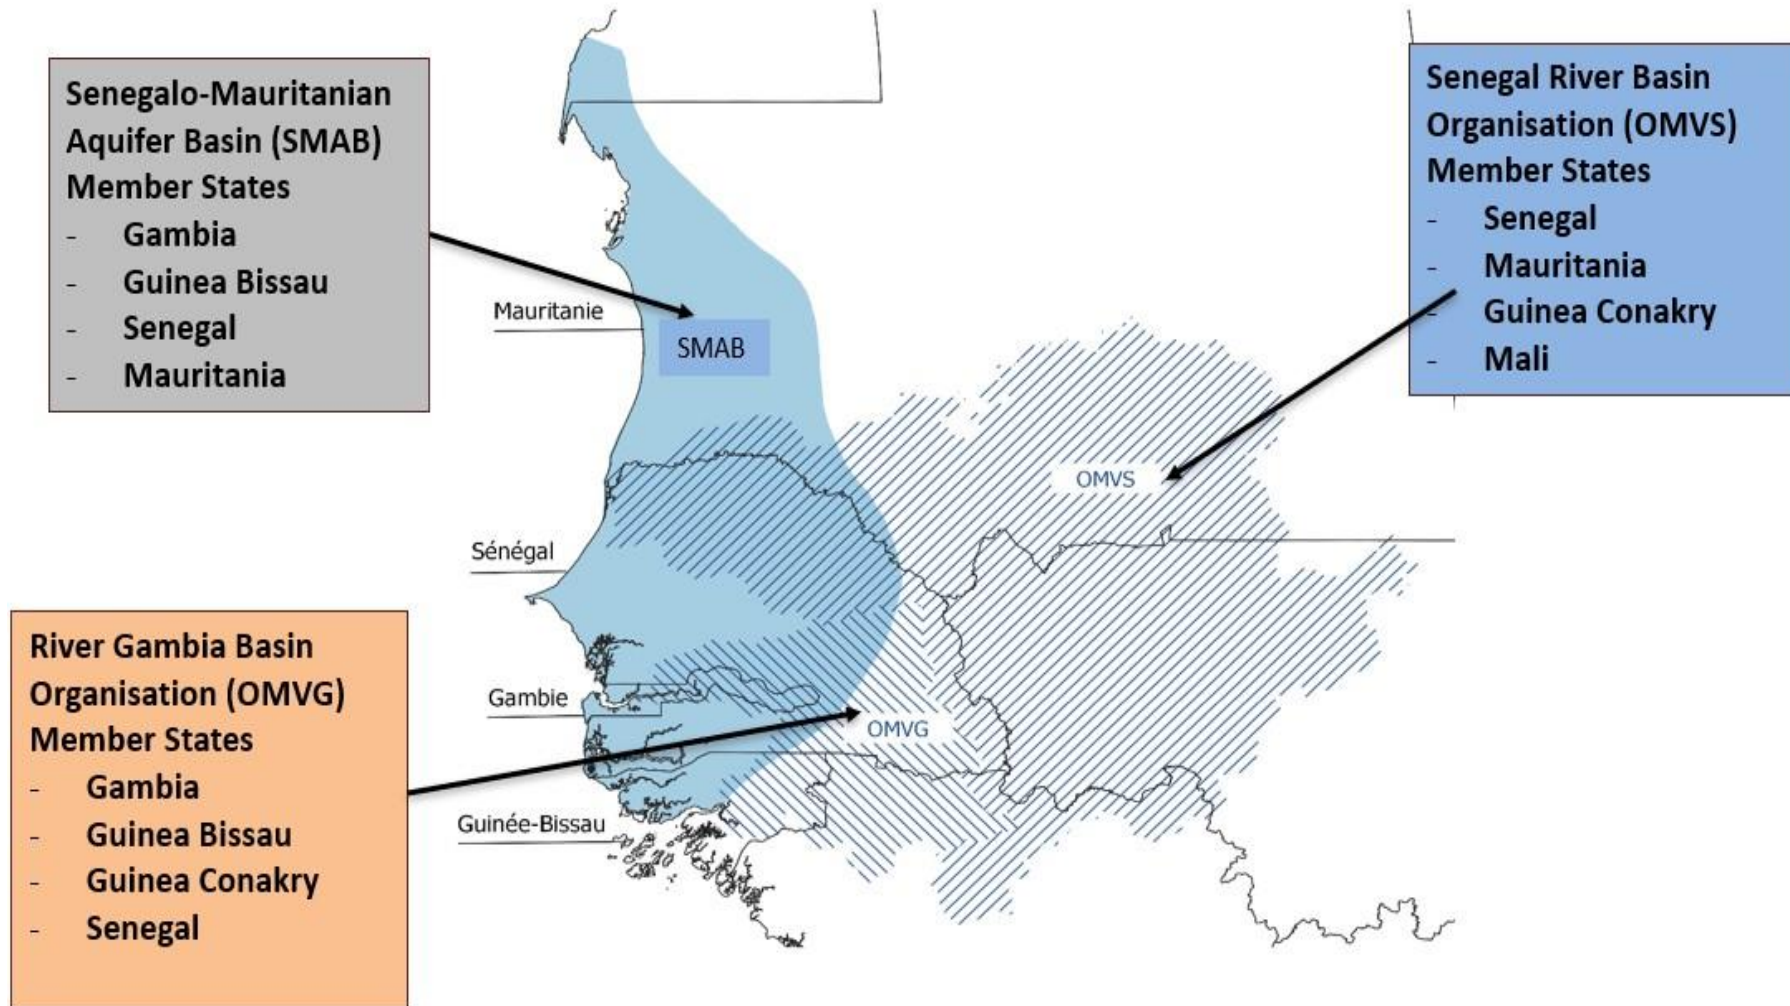 Senegalo-Mauritanian
Aquifer Basin (SMAB)
Member States
- Gambia
- Guinea Bissau
- Senegal
- Mauritania
Senegal River Basin
Organisation (OMVS)
Member States
- Senegal
- Mauritania
- Guinea Conakry
- Mali
Mauritanie
SMAB
OMVS
Sénégal
River Gambia Basin
Organisation (OMVG)
Member States
- Gambia
- Guinea Bissau
- Guinea Conakry
- Senegal
Gambie
OMVG
Guinée-Bissau